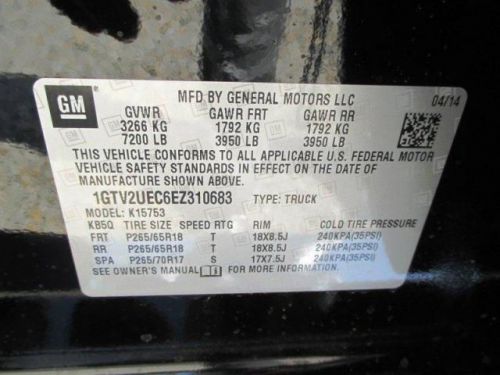 GM MFD BY GENERAL MOTORS LLC 04/14
GVWR GAWR FRT GAWR RR
3266 KG 1792 KG 1792 KG
7200 LB 3950 LB 3950 LB
THIS VEHICLE CONFORMS TO ALL APPLICABLE U.S. FEDERAL MOTOR
VEHICLE SAFETY STANDARDS IN EFFECT ON THE DATE OF
MANUFACTURE SHOWN ABOVE.
1GTV2UEC6EZ310683 TYPE: TRUCK
MODEL: K15753
KB5Q TIRE SIZE SPEED RTG RIM COLD TIRE PRESSURE
FRT P265/65R18 T 18X8.5J 240KPA(35PSI)
RR P265/65R18 T 18X8.5J 240KPA(35PSI)
SPA P265/70R17 S 17X7.5J 240KPA(35PSI)
SEE OWNER'S MANUAL FOR MORE INFORMATION.